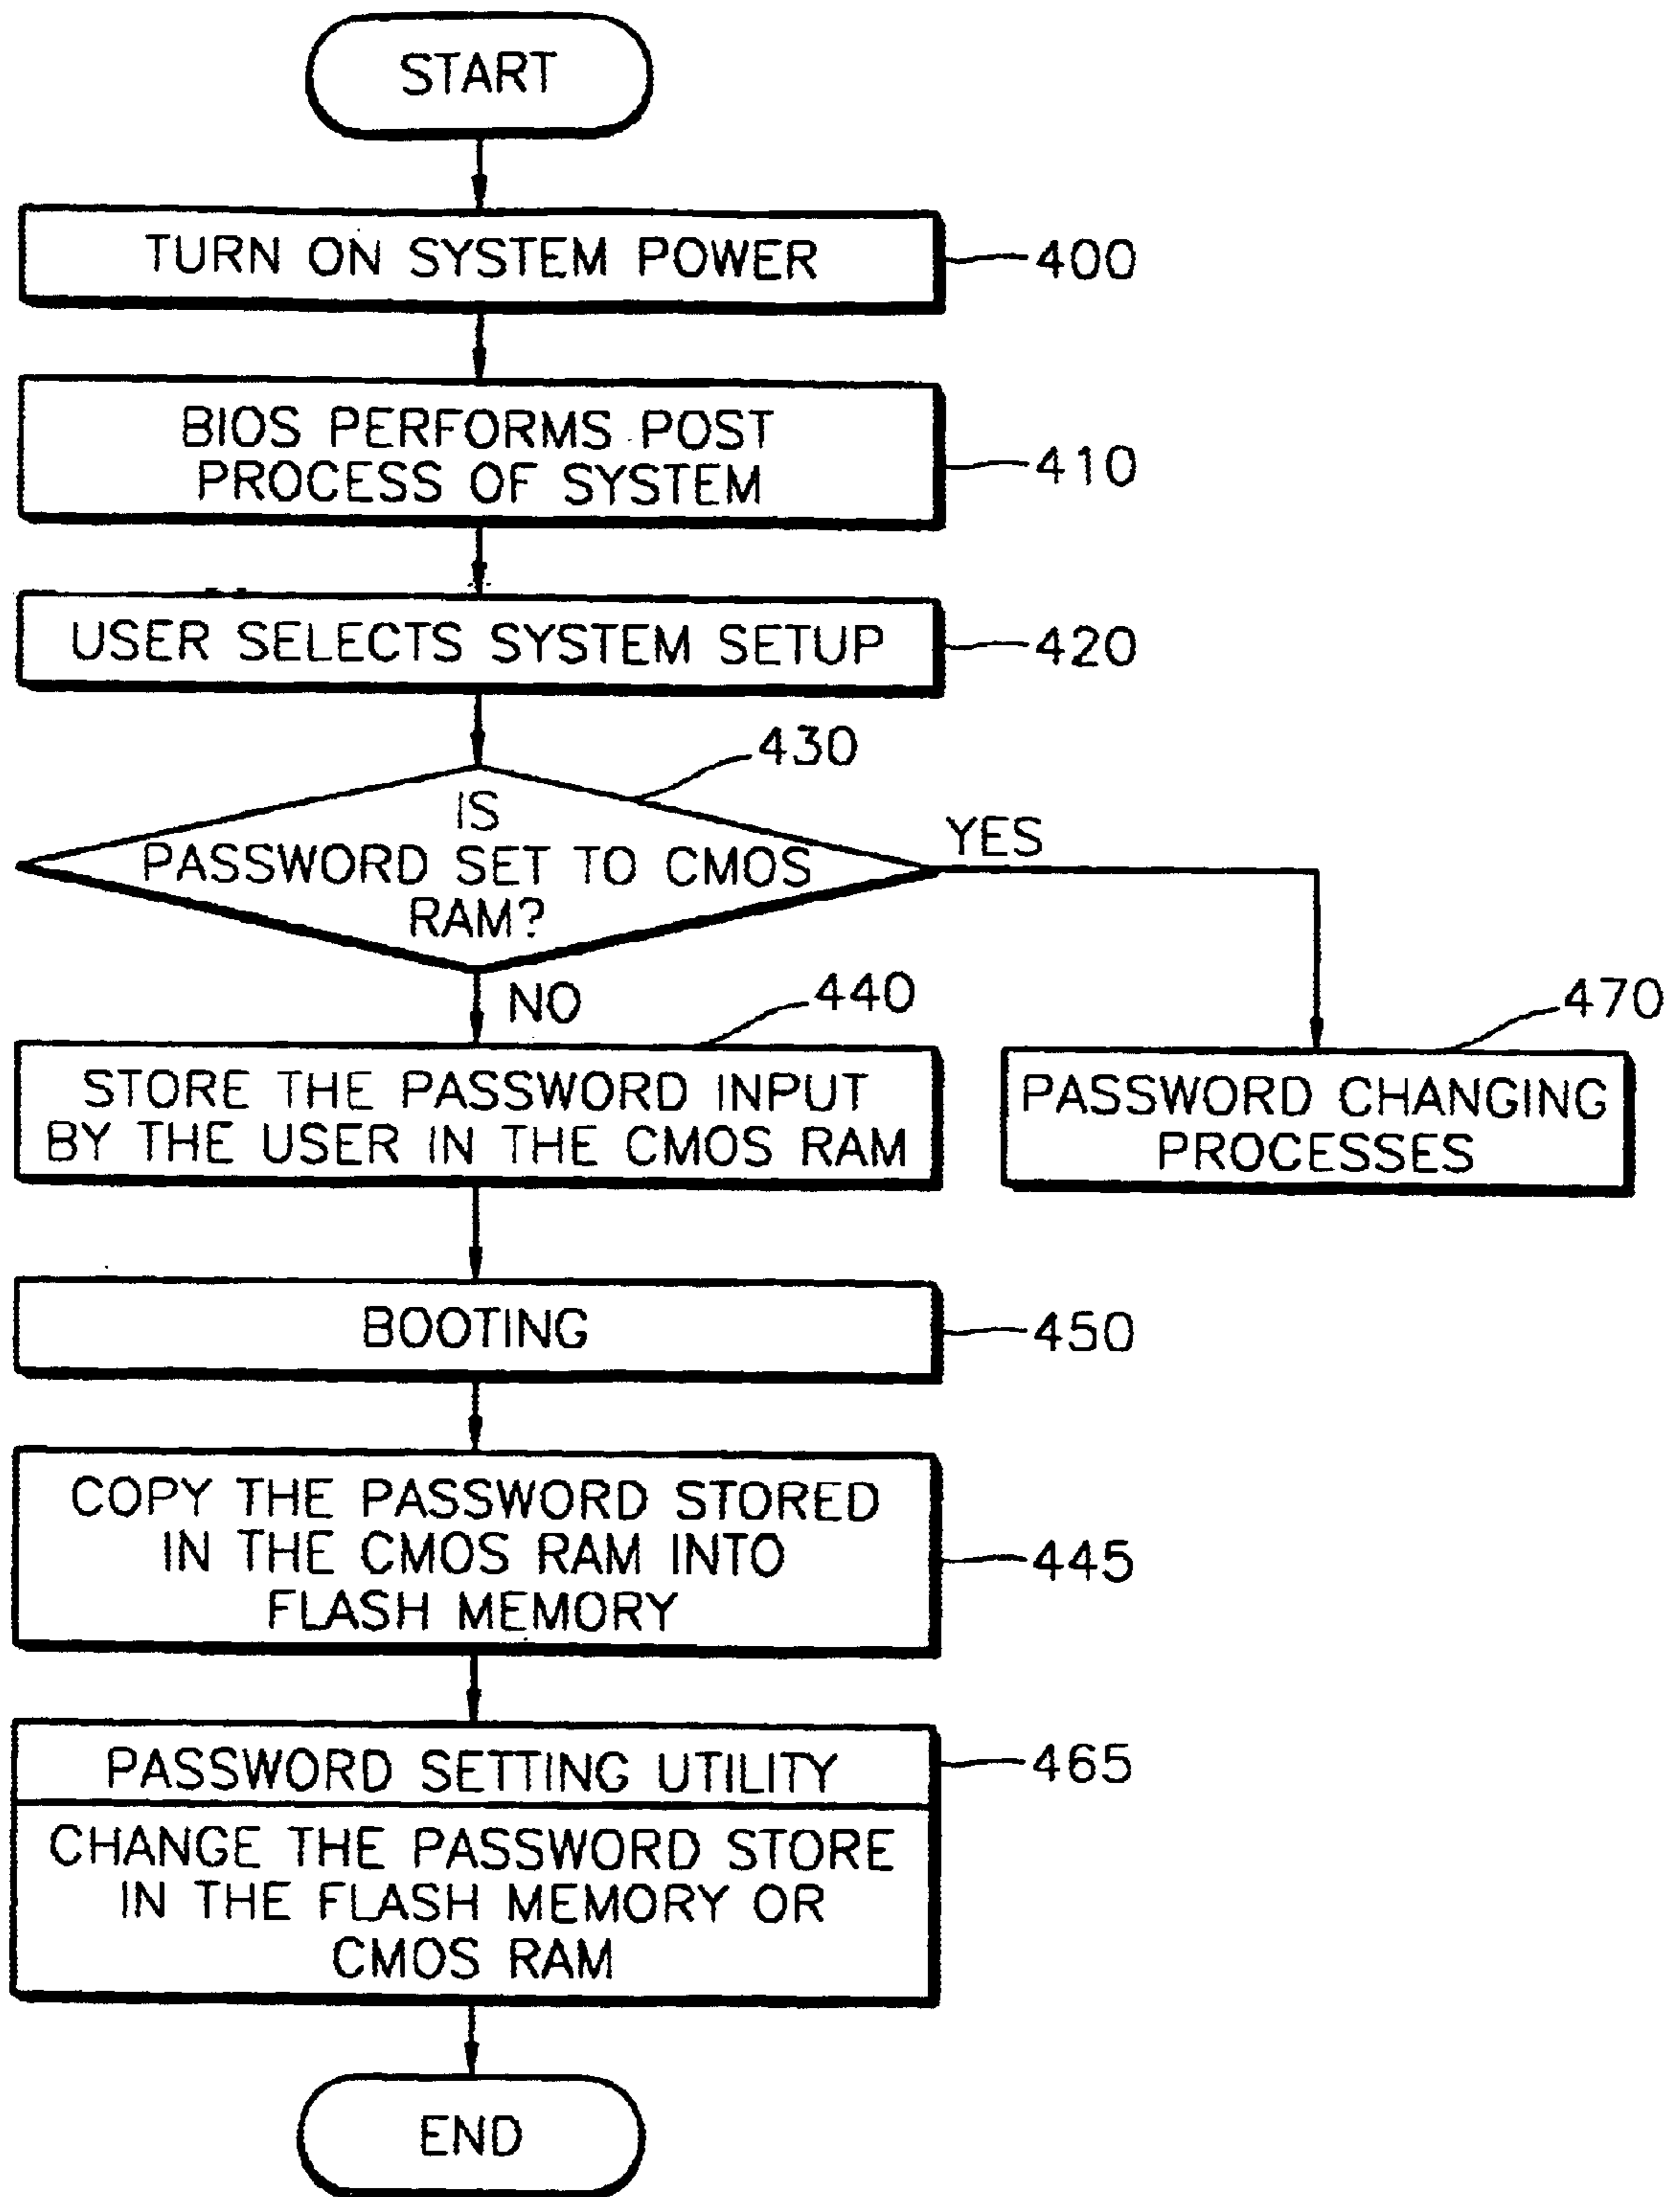 START
TURN ON SYSTEM POWER
400
BIOS PERFORMS POST
PROCESS OF SYSTEM
410
USER SELECTS SYSTEM SETUP
420
430
IS
PASSWORD SET TO CMOS
RAM?
YES
NO
440
STORE THE PASSWORD INPUT
BY THE USER IN THE CMOS RAM
470
PASSWORD CHANGING
PROCESSES
BOOTING
450
COPY THE PASSWORD STORED
IN THE CMOS RAM INTO
FLASH MEMORY
445
PASSWORD SETTING UTILITY
465
CHANGE THE PASSWORD STORE
IN THE FLASH MEMORY OR
CMOS RAM
END